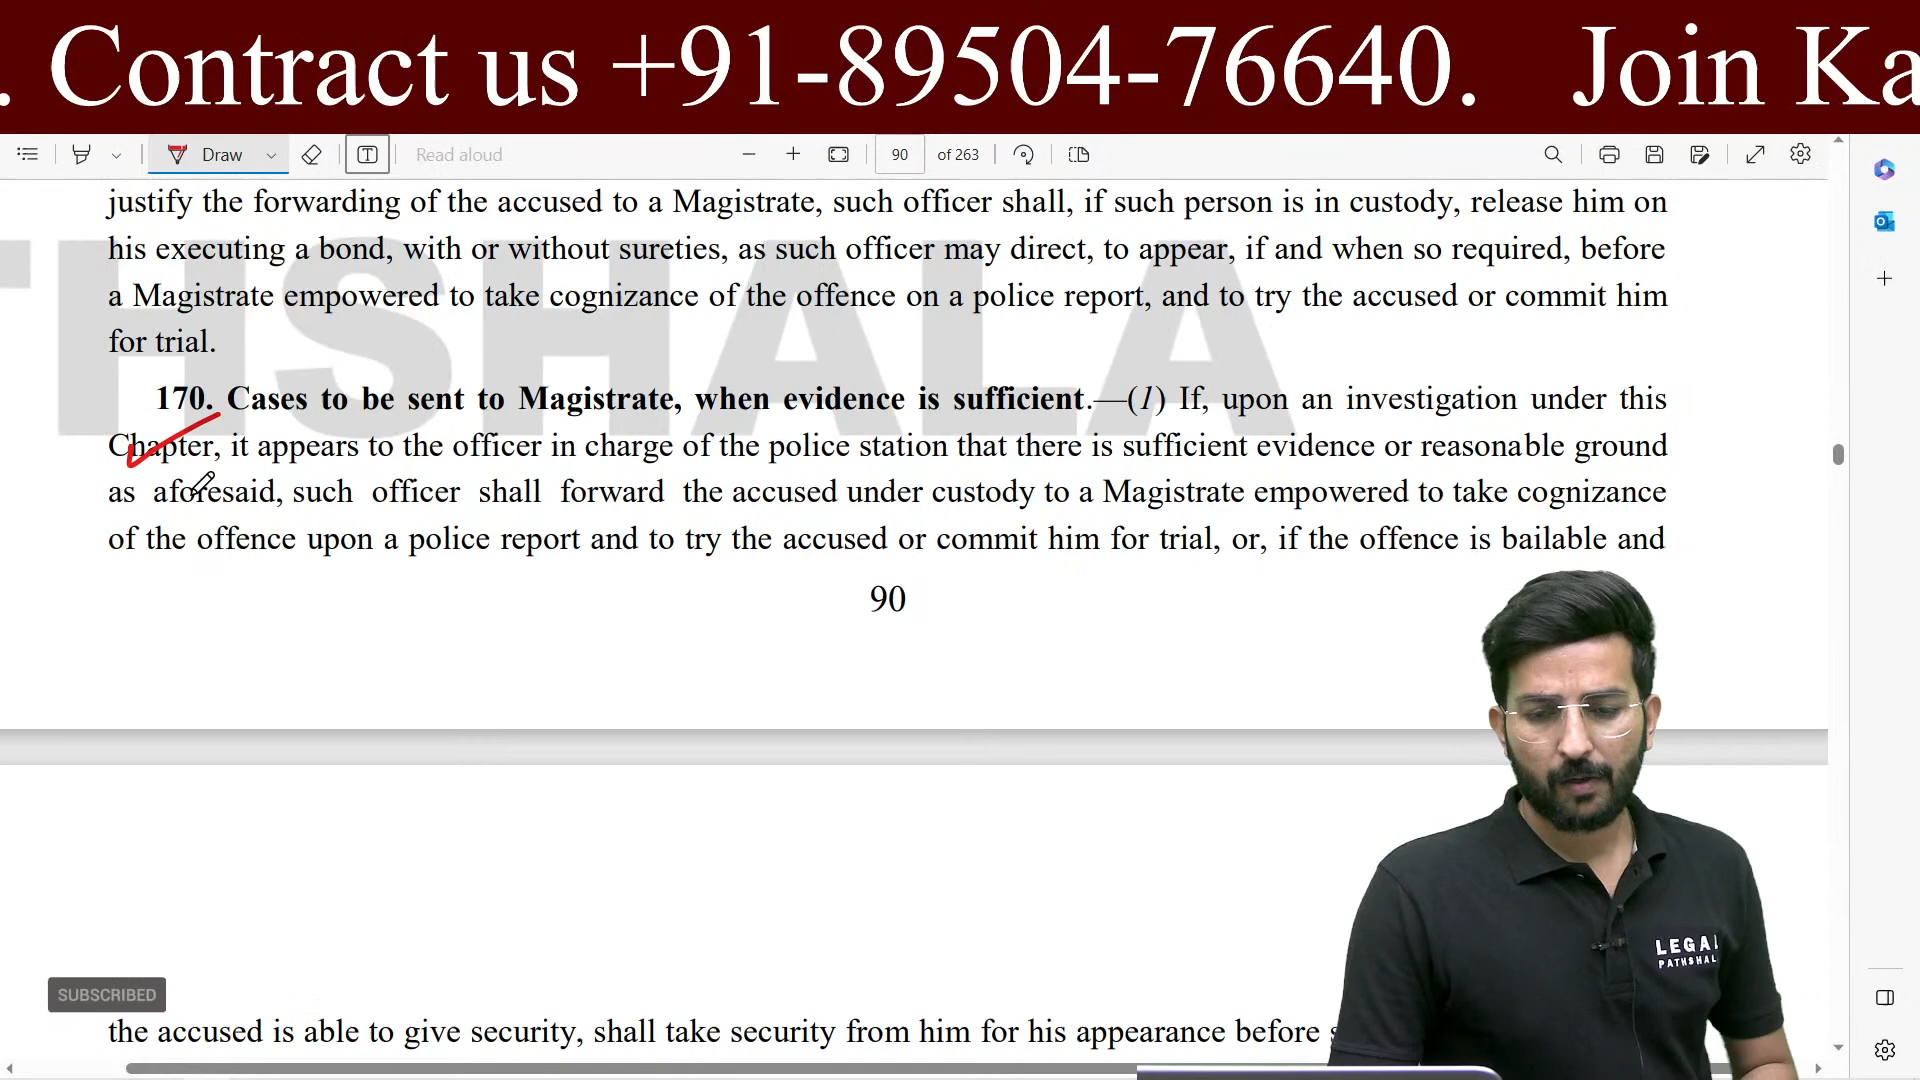 . Contract us +91-89504-76640. Join Ka
Draw
Read aloud
90 of 263
justify the forwarding of the accused to a Magistrate, such officer shall, if such person is in custody, release him on
his executing a bond, with or without sureties, as such officer may direct, to appear, if and when so required, before
a Magistrate empowered to take cognizance of the offence on a police report, and to try the accused or commit him
for trial.
THSHALA
170. Cases to be sent to Magistrate, when evidence is sufficient.—(1) If, upon an investigation under this
Chapter, it appears to the officer in charge of the police station that there is sufficient evidence or reasonable ground
as aforesaid, such officer shall forward the accused under custody to a Magistrate empowered to take cognizance
of the offence upon a police report and to try the accused or commit him for trial, or, if the offence is bailable and
90
LEGAL
PATHSHAL
SUBSCRIBED
the accused is able to give security, shall take security from him for his appearance before s